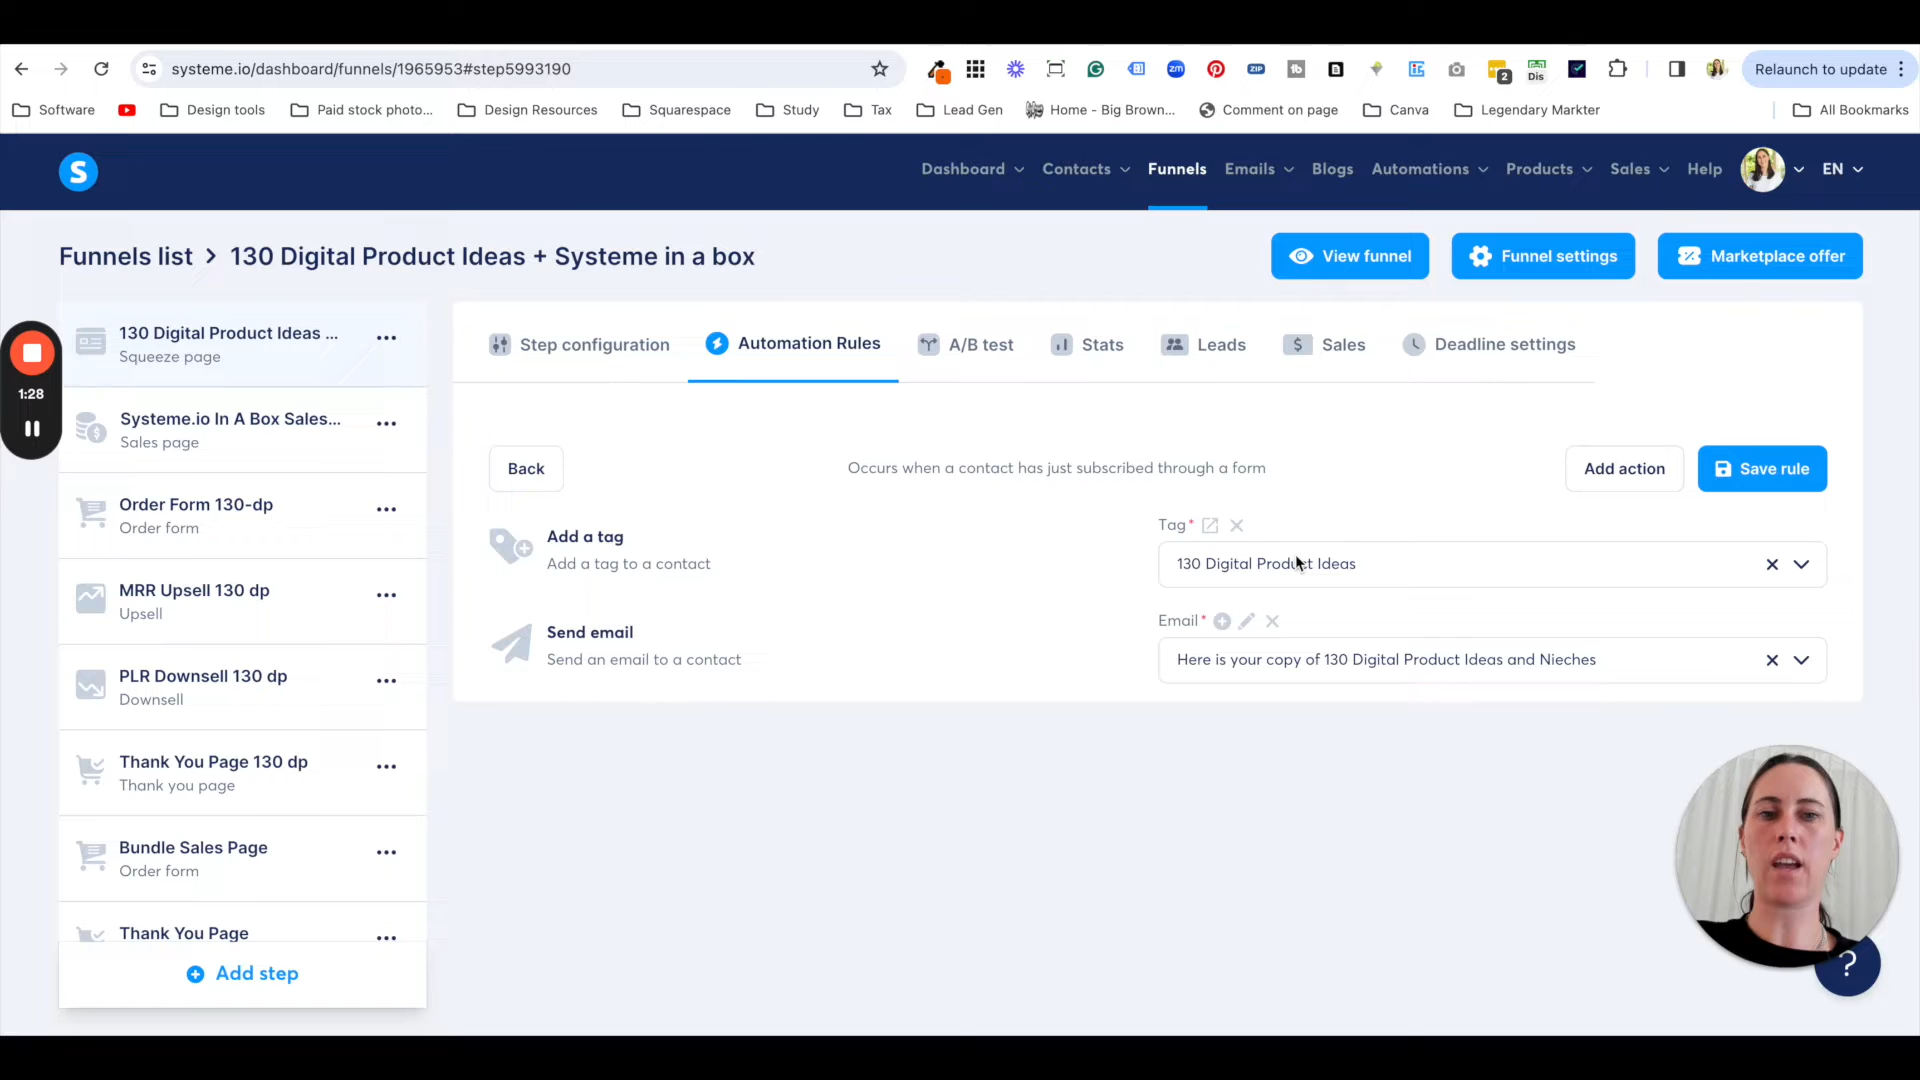 systeme.io/dashboard/funnels/1965953#step5993190
Relaunch to update
Software
Design tools
Paid stock photo...
Design Resources
Squarespace
Study
Tax
Lead Gen
Home - Big Brown...
Comment on page
Canva
Legendary Markter
All Bookmarks
S
Dashboard
Contacts
Funnels
Emails
Blogs
Automations
Products
Sales
Help
EN
Funnels list > 130 Digital Product Ideas + Systeme in a box
View funnel
Funnel settings
Marketplace offer
1:28
130 Digital Product Ideas ...
Squeeze page
Systeme.io In A Box Sales...
Sales page
Order Form 130-dp
Order form
MRR Upsell 130 dp
Upsell
PLR Downsell 130 dp
Downsell
Thank You Page 130 dp
Thank you page
Bundle Sales Page
Order form
Thank You Page
Add step
Step configuration
Automation Rules
A/B test
Stats
Leads
Sales
Deadline settings
Back
Occurs when a contact has just subscribed through a form
Add action
Save rule
Add a tag
Add a tag to a contact
Tag*
130 Digital Product Ideas
Send email
Send an email to a contact
Email*
Here is your copy of 130 Digital Product Ideas and Nieches
?